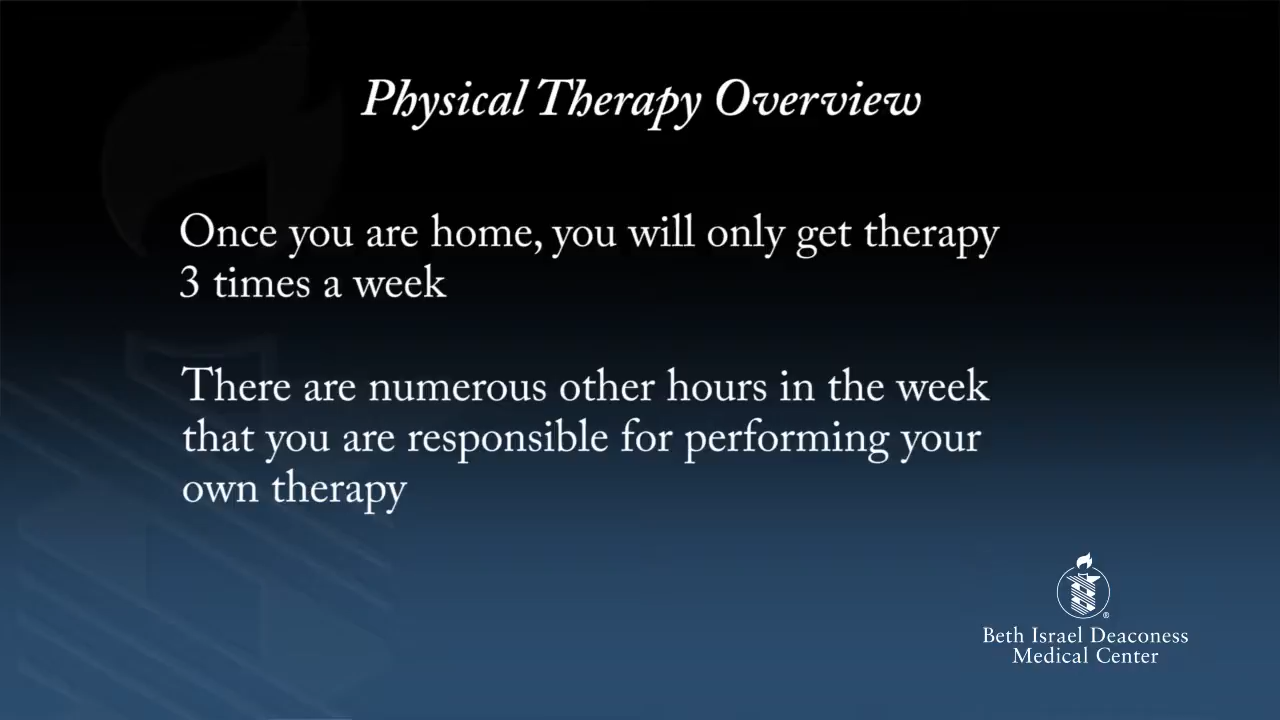 Physical Therapy Overview
Once you are home, you will only get therapy
3 times a week
There are numerous other hours in the week
that you are responsible for performing your
own therapy
®
Beth Israel Deaconess
Medical Center